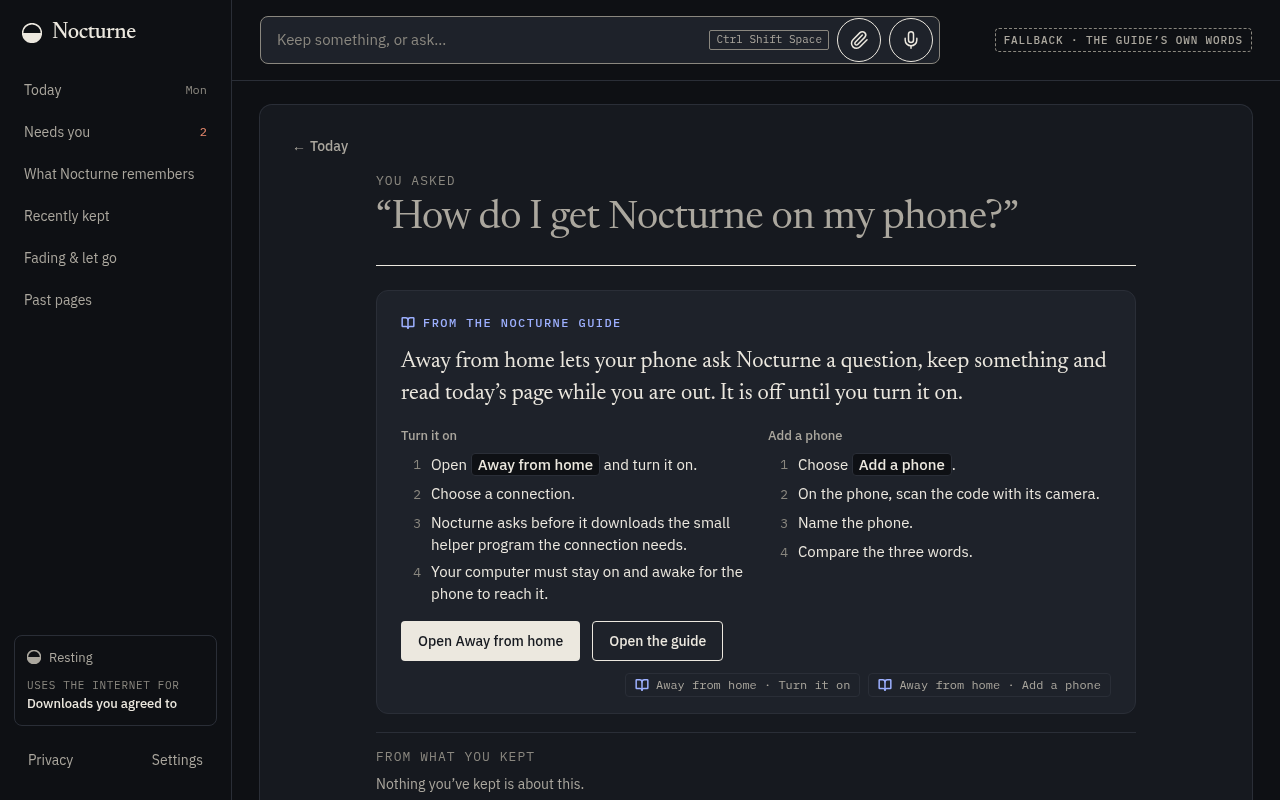 Nocturne
Today Mon
Needs you 2
What Nocturne remembers
Recently kept
Fading & let go
Past pages
Resting
USES THE INTERNET FOR
Downloads you agreed to
Privacy Settings
Keep something, or ask… Ctrl Shift Space
FALLBACK · THE GUIDE’S OWN WORDS
← Today
YOU ASKED
“How do I get Nocturne on my phone?”
FROM THE NOCTURNE GUIDE
Away from home lets your phone ask Nocturne a question, keep something and
read today’s page while you are out. It is off until you turn it on.
Turn it on
1 Open Away from home and turn it on.
2 Choose a connection.
3 Nocturne asks before it downloads the small
helper program the connection needs.
4 Your computer must stay on and awake for the
phone to reach it.
Add a phone
1 Choose Add a phone.
2 On the phone, scan the code with its camera.
3 Name the phone.
4 Compare the three words.
Open Away from home Open the guide
Away from home · Turn it on Away from home · Add a phone
FROM WHAT YOU KEPT
Nothing you’ve kept is about this.